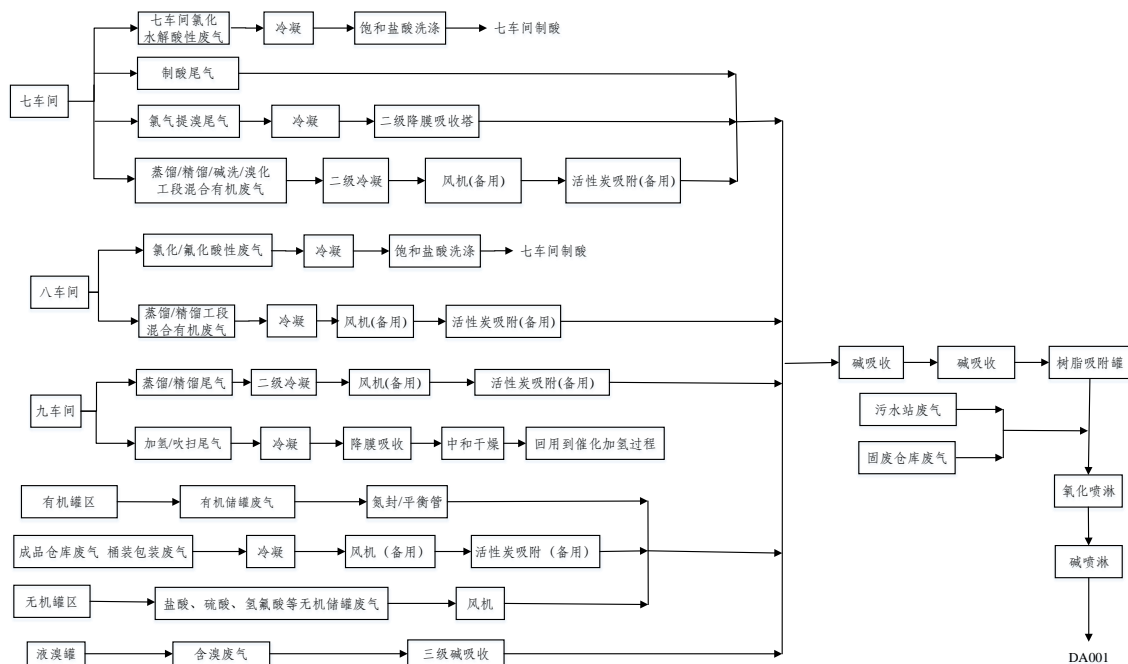 七车间氯化
水解酸性废气
冷凝
饱和盐酸洗涤
七车间制酸
制酸尾气
七车间
氯气提溴尾气
冷凝
二级降膜吸收塔
蒸馏/精馏/碱洗/溴化
工段混合有机废气
二级冷凝
风机(备用)
活性炭吸附(备用)
氯化/氟化酸性废气
冷凝
饱和盐酸洗涤
七车间制酸
八车间
蒸馏/精馏工段
混合有机废气
冷凝
风机(备用)
活性炭吸附(备用)
碱吸收
碱吸收
树脂吸附罐
蒸馏/精馏尾气
二级冷凝
风机(备用)
活性炭吸附(备用)
九车间
污水站废气
加氢/吹扫尾气
冷凝
降膜吸收
中和干燥
回用到催化加氢过程
固废仓库废气
有机罐区
有机储罐废气
氮封/平衡管
氧化喷淋
成品仓库废气 桶装包装废气
冷凝
风机（备用）
活性炭吸附（备用）
碱喷淋
无机罐区
盐酸、硫酸、氢氟酸等无机储罐废气
风机
液溴罐
含溴废气
三级碱吸收
DA001